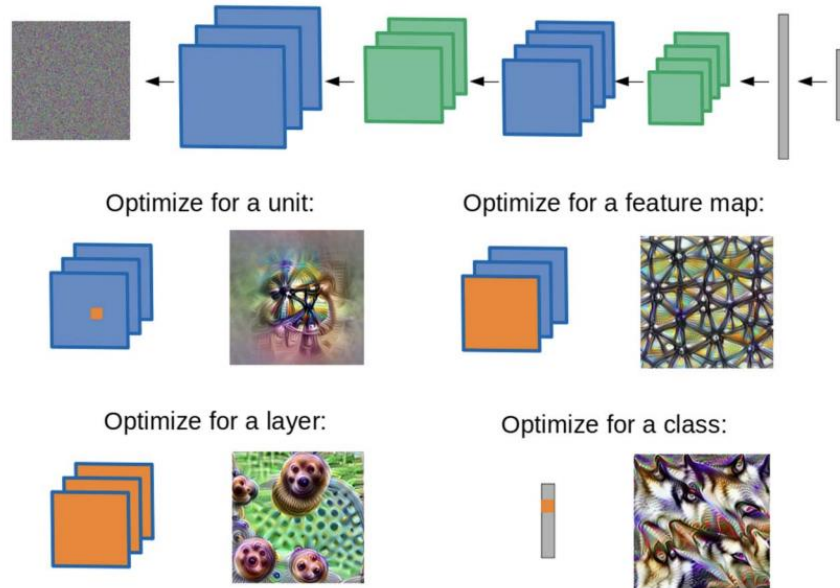 Optimize for a unit:
Optimize for a feature map:
Optimize for a layer:
Optimize for a class: